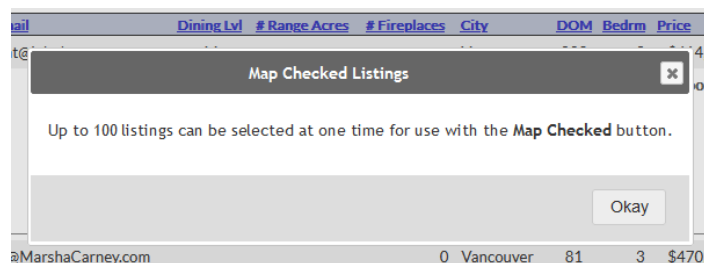 Dining Lvl # Range Acres # Fireplaces City DOM Bedrm Price
Map Checked Listings
Up to 100 listings can be selected at one time for use with the Map Checked button.
Okay
@MarshaCarney.com 0 Vancouver 81 3 $470